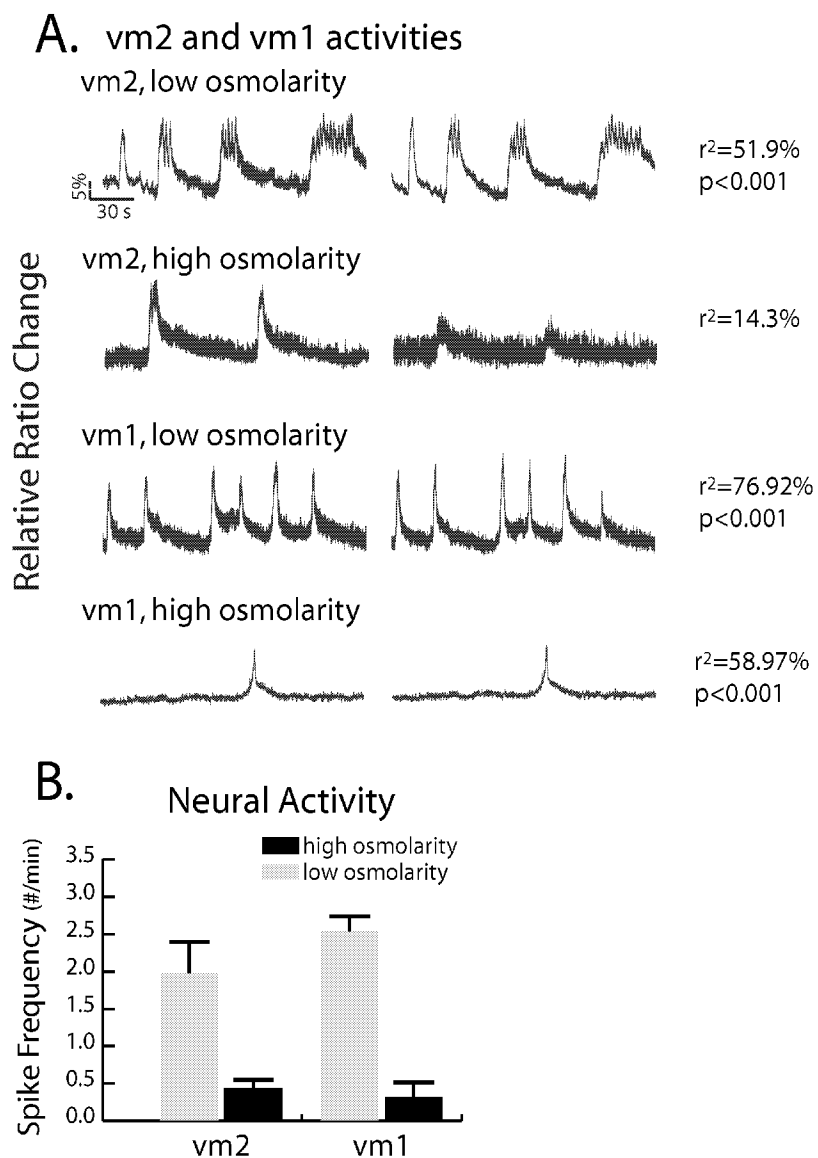 A. vm2 and vm1 activities
vm2, low osmolarity
r²=51.9%
p<0.001
5%
30 s
vm2, high osmolarity
r²=14.3%
Relative Ratio Change
vm1, low osmolarity
r²=76.92%
p<0.001
vm1, high osmolarity
r²=58.97%
p<0.001
B.
Neural Activity
high osmolarity
low osmolarity
Spike Frequency (#/min)
3.5
3.0
2.5
2.0
1.5
1.0
0.5
0.0
vm2 vm1